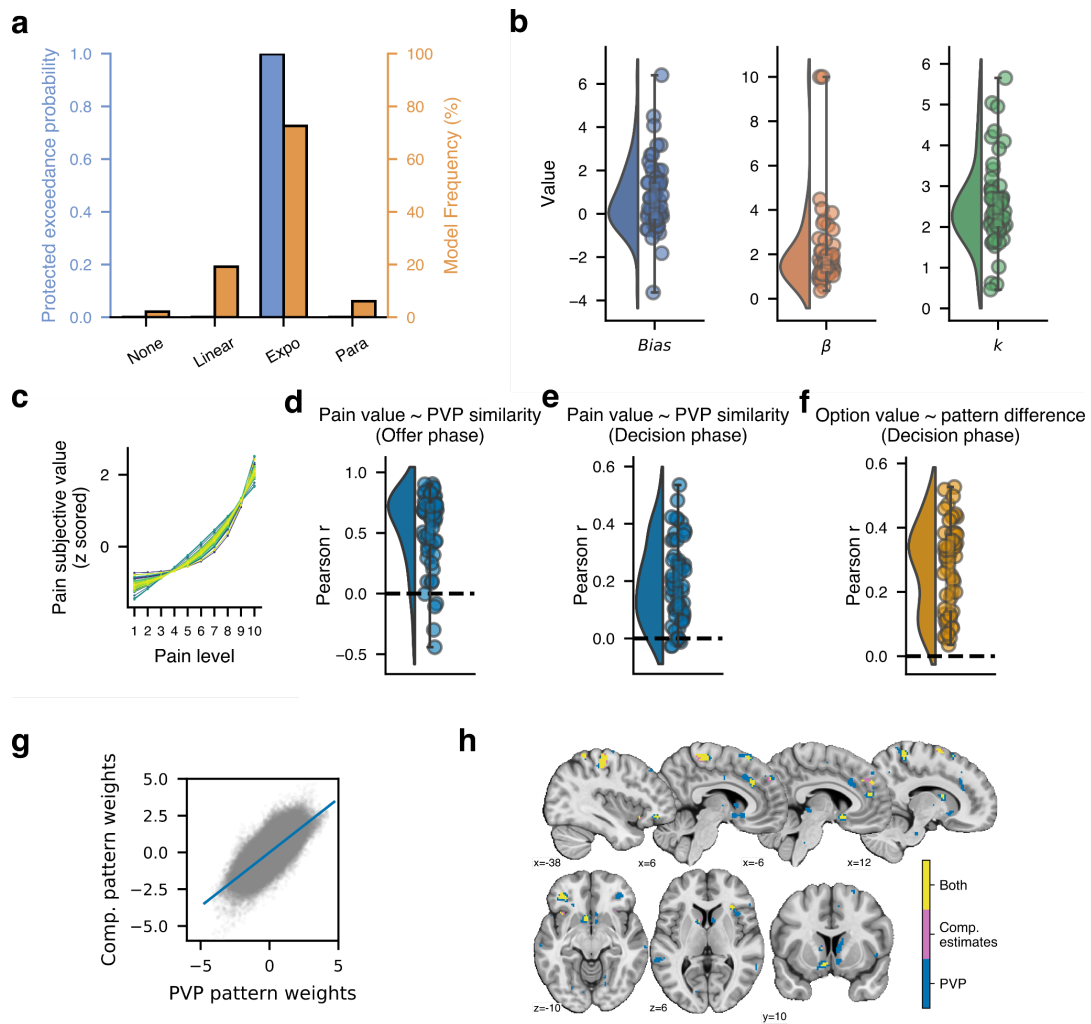 a
Protected exceedance probability
1.0
0.8
0.6
0.4
0.2
0.0
100
80
60
40
20
0
Model Frequency (%)
None
Linear
Expo
Para
b
Value
6
4
2
0
−2
−4
Bias
10
8
6
4
2
0
β
6
5
4
3
2
1
0
k
c
Pain subjective value
(z scored)
2
0
1 2 3 4 5 6 7 8 9 10
Pain level
d
Pain value ~ PVP similarity
(Offer phase)
Pearson r
1.0
0.5
0.0
−0.5
e
Pain value ~ PVP similarity
(Decision phase)
Pearson r
0.6
0.4
0.2
0.0
f
Option value ~ pattern difference
(Decision phase)
Pearson r
0.6
0.4
0.2
0.0
g
Comp. pattern weights
5.0
2.5
0.0
−2.5
−5.0
−5 0 5
PVP pattern weights
h
x=-38
x=6
x=-6
x=12
z=-10
z=6
y=10
Both
Comp.
estimates
PVP